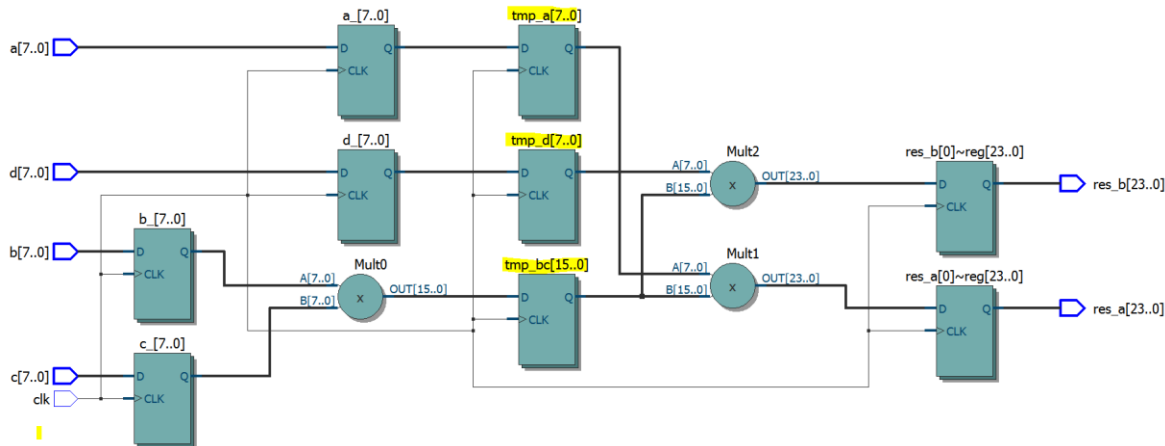 a_[7..0]
tmp_a[7..0]
a[7..0]
D
Q
CLK
D
Q
CLK
d_[7..0]
tmp_d[7..0]
d[7..0]
D
Q
CLK
D
Q
CLK
Mult2
A[7..0]
B[15..0]
x
OUT[23..0]
res_b[0]~reg[23..0]
D
Q
CLK
res_b[23..0]
b_[7..0]
b[7..0]
D
Q
CLK
Mult0
A[7..0]
B[7..0]
x
OUT[15..0]
tmp_bc[15..0]
D
Q
CLK
Mult1
A[7..0]
B[15..0]
x
OUT[23..0]
res_a[0]~reg[23..0]
D
Q
CLK
res_a[23..0]
c_[7..0]
c[7..0]
D
Q
clk
CLK